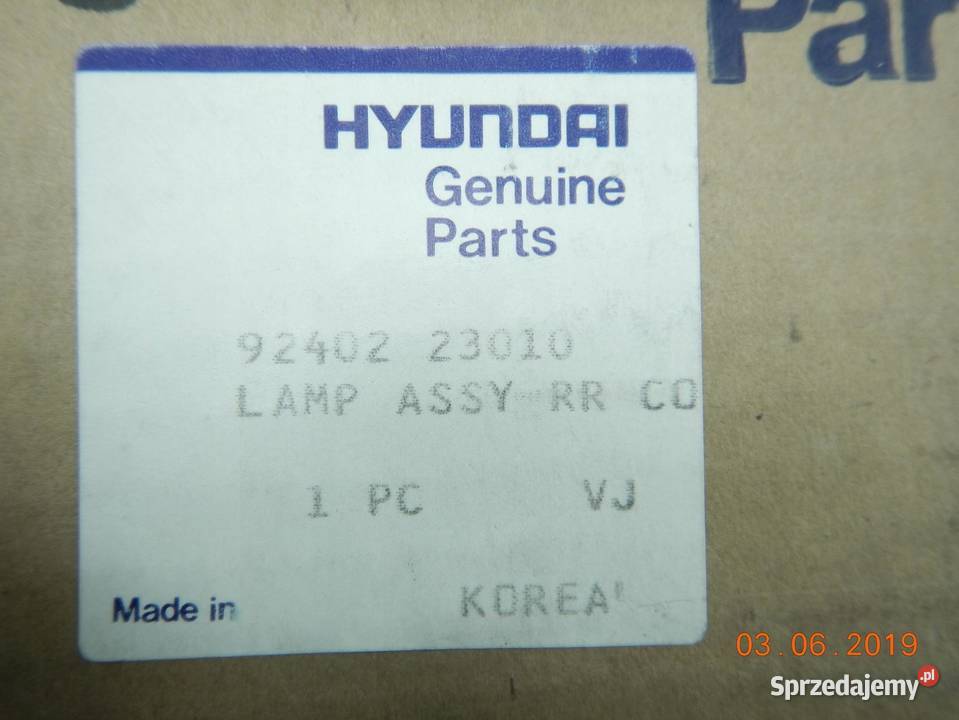 Par
HYUNDAI
Genuine
Parts
92402 23010
LAMP ASSY RR CO
1 PC VJ
Made in KOREA
03.06.2019
Sprzedajemy.pl